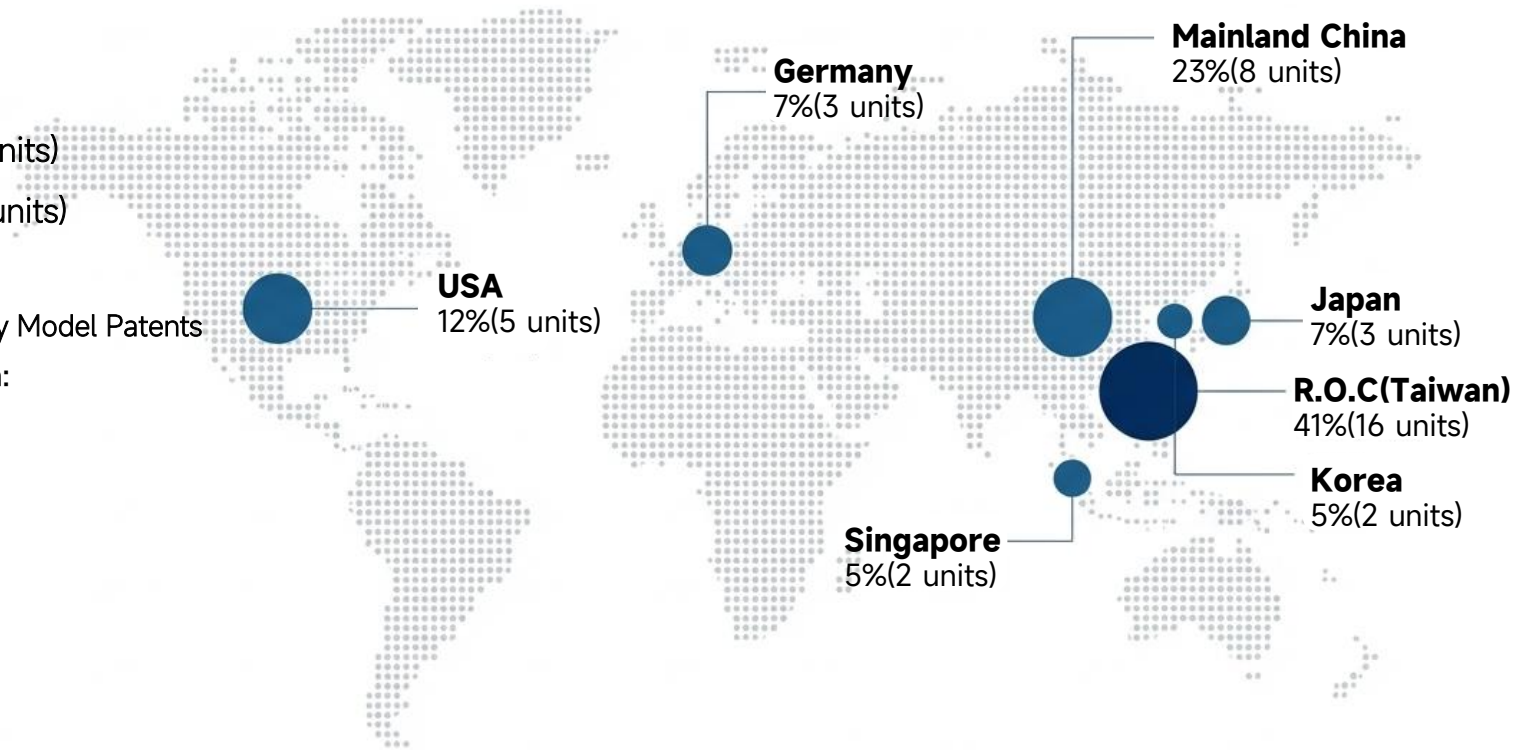 Mainland China
23%(8 units)
Germany
7%(3 units)
units)
USA
12%(5 units)
Japan
7%(3 units)
Model Patents
R.O.C(Taiwan)
41%(16 units)
Korea
5%(2 units)
Singapore
5%(2 units)